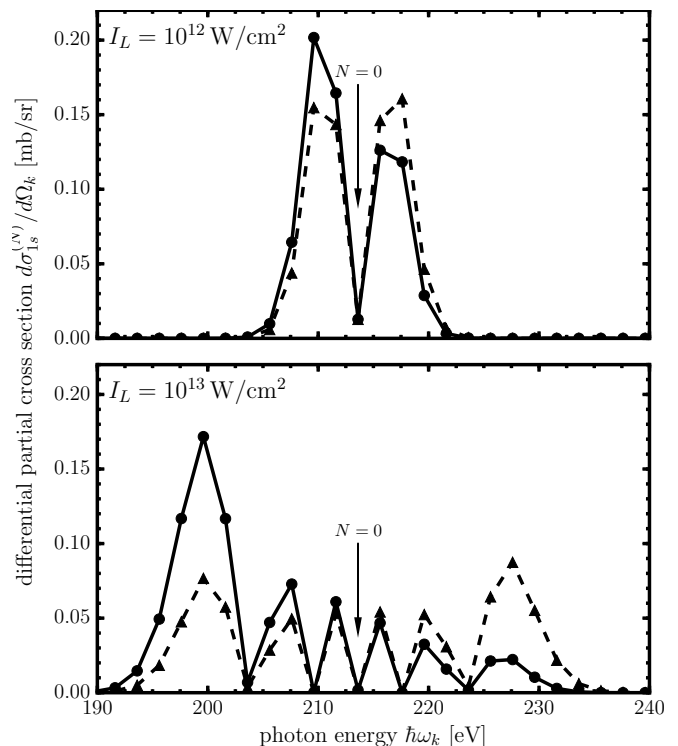 differential partial cross section dσ_{1s}^{(N)}/dΩ_k [mb/sr]
I_L = 10^{12} W/cm^2
N = 0
0.20
0.15
0.10
0.05
0.00
I_L = 10^{13} W/cm^2
N = 0
0.20
0.15
0.10
0.05
0.00
190 200 210 220 230 240
photon energy ℏω_k [eV]